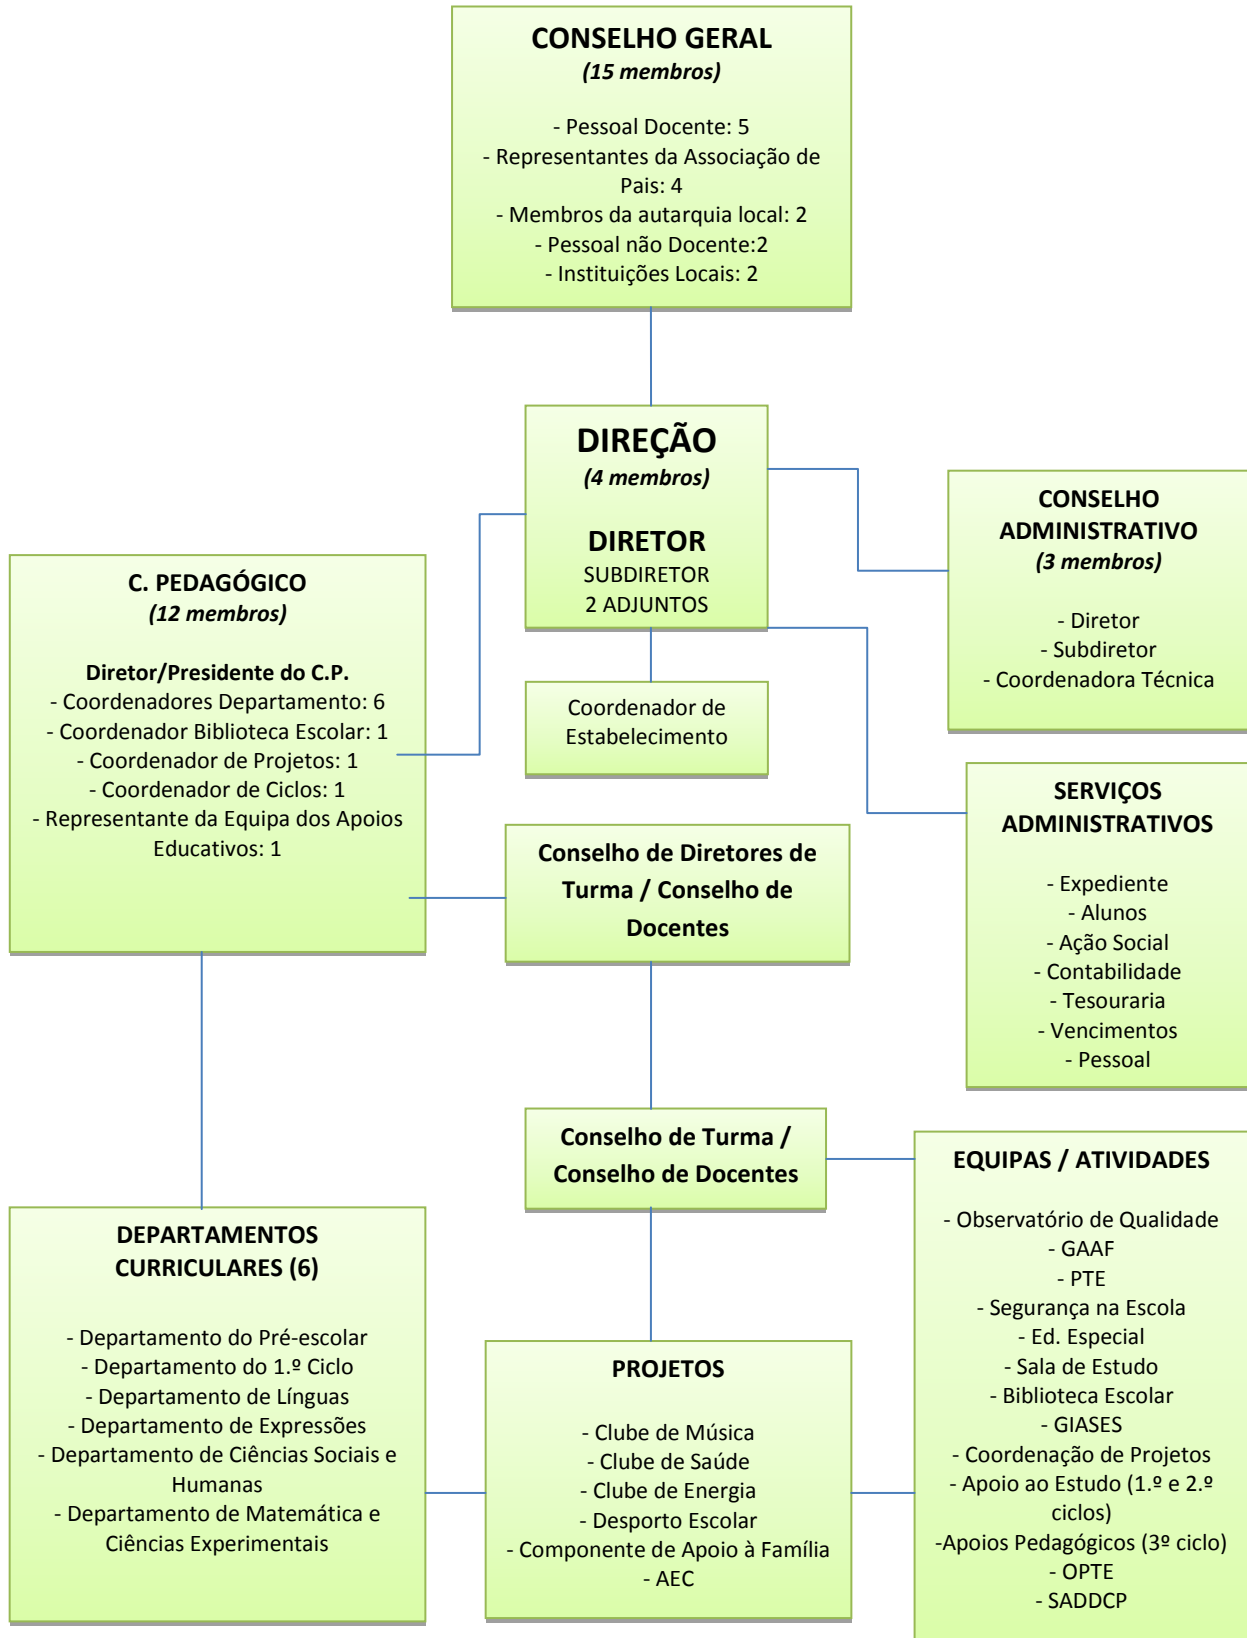 CONSELHO GERAL
(15 membros)
- Pessoal Docente: 5
- Representantes da Associação de
Pais: 4
- Membros da autarquia local: 2
- Pessoal não Docente:2
- Instituições Locais: 2
DIREÇÃO
(4 membros)
DIRETOR
SUBDIRETOR
2 ADJUNTOS
CONSELHO
ADMINISTRATIVO
(3 membros)
- Diretor
- Subdiretor
- Coordenadora Técnica
C. PEDAGÓGICO
(12 membros)
Diretor/Presidente do C.P.
- Coordenadores Departamento: 6
- Coordenador Biblioteca Escolar: 1
- Coordenador de Projetos: 1
- Coordenador de Ciclos: 1
- Representante da Equipa dos Apoios
Educativos: 1
Coordenador de
Estabelecimento
SERVIÇOS
ADMINISTRATIVOS
- Expediente
- Alunos
- Ação Social
- Contabilidade
- Tesouraria
- Vencimentos
- Pessoal
Conselho de Diretores de
Turma / Conselho de
Docentes
Conselho de Turma /
Conselho de Docentes
EQUIPAS / ATIVIDADES
- Observatório de Qualidade
- GAAF
- PTE
- Segurança na Escola
- Ed. Especial
- Sala de Estudo
- Biblioteca Escolar
- GIASES
- Coordenação de Projetos
- Apoio ao Estudo (1.º e 2.º
ciclos)
-Apoios Pedagógicos (3º ciclo)
- OPTE
- SADDCP
DEPARTAMENTOS
CURRICULARES (6)
- Departamento do Pré-escolar
- Departamento do 1.º Ciclo
- Departamento de Línguas
- Departamento de Expressões
- Departamento de Ciências Sociais e
Humanas
- Departamento de Matemática e
Ciências Experimentais
PROJETOS
- Clube de Música
- Clube de Saúde
- Clube de Energia
- Desporto Escolar
- Componente de Apoio à Família
- AEC